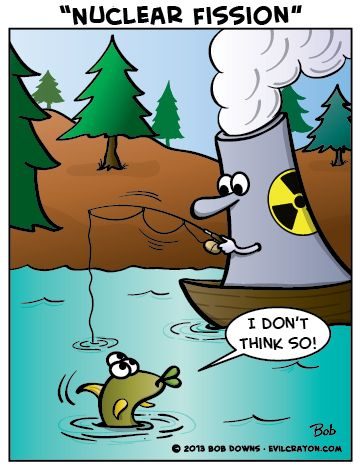 "NUCLEAR FISSION"
I DON'T
THINK SO!
Bob
© 2013 BOB DOWNS - EVILCRAYON.COM